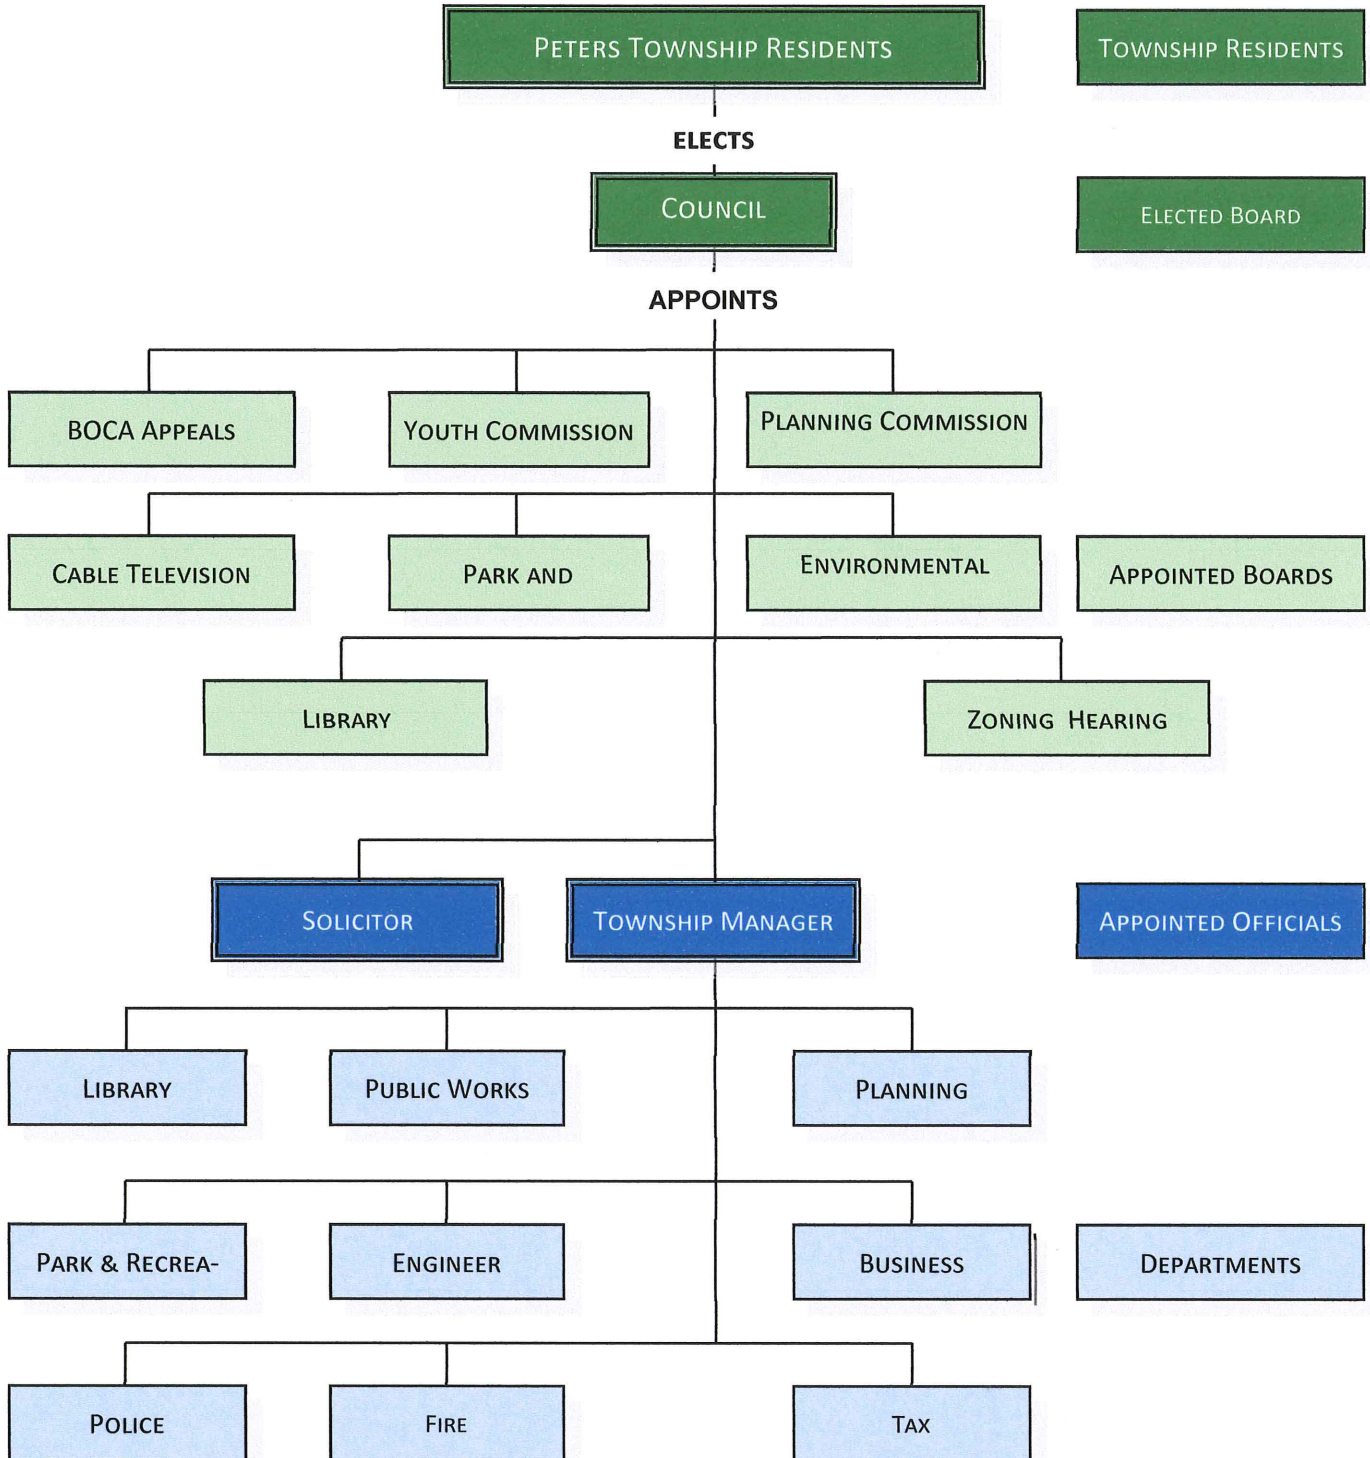 PETERS TOWNSHIP RESIDENTS
TOWNSHIP RESIDENTS
ELECTS
COUNCIL
ELECTED BOARD
APPOINTS
BOCA APPEALS
YOUTH COMMISSION
PLANNING COMMISSION
CABLE TELEVISION
PARK AND
ENVIRONMENTAL
APPOINTED BOARDS
LIBRARY
ZONING HEARING
SOLICITOR
TOWNSHIP MANAGER
APPOINTED OFFICIALS
LIBRARY
PUBLIC WORKS
PLANNING
PARK & RECREA-
ENGINEER
BUSINESS
DEPARTMENTS
POLICE
FIRE
TAX